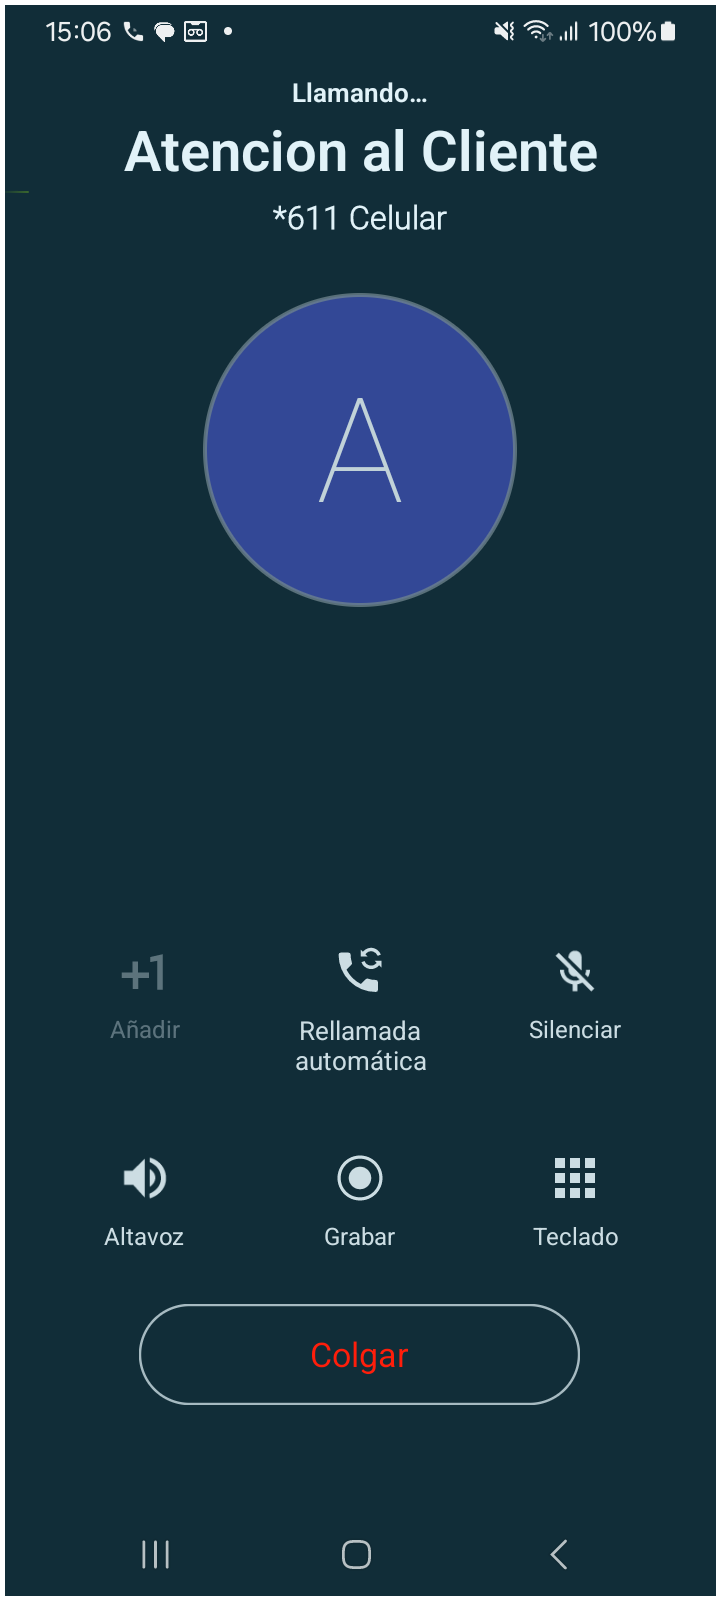 15:06 100%
Llamando...
Atencion al Cliente
*611 Celular
A
+1
Añadir Rellamada automática Silenciar
Altavoz Grabar Teclado
Colgar